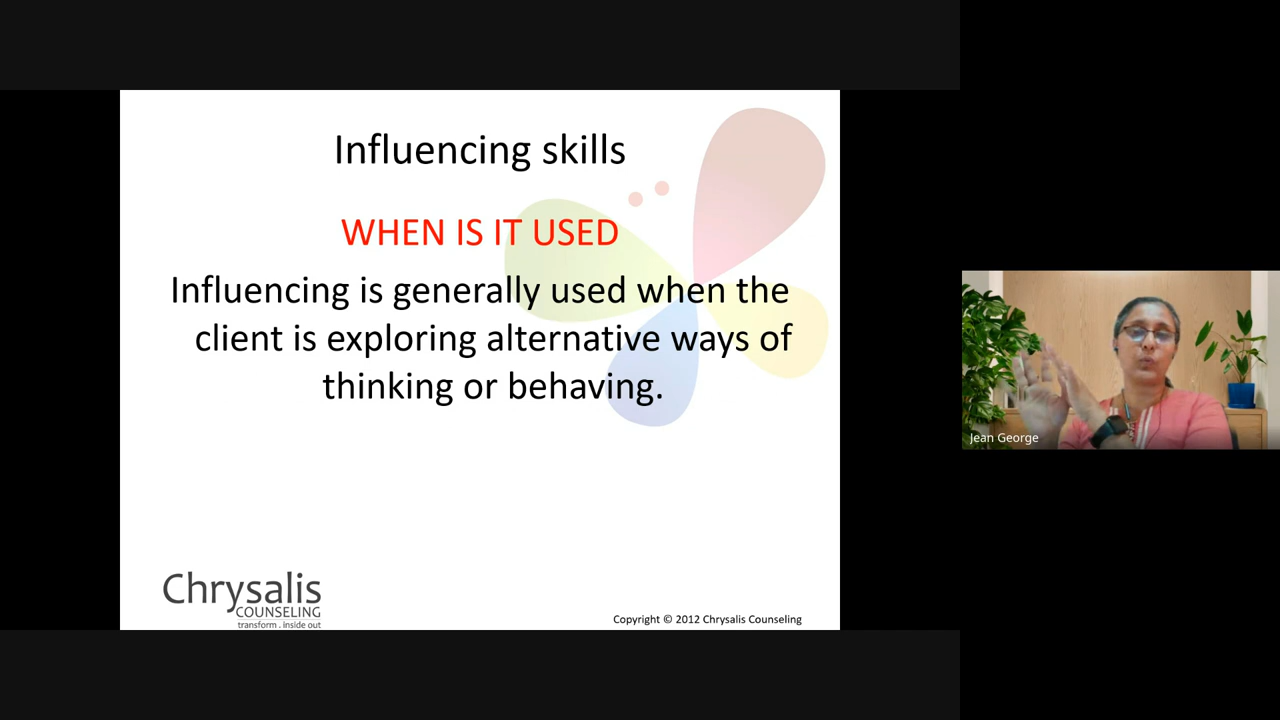 Influencing skills
WHEN IS IT USED
Influencing is generally used when the
client is exploring alternative ways of
thinking or behaving.
Chrysalis
COUNSELING
transform . inside out
Copyright © 2012 Chrysalis Counseling
Jean George